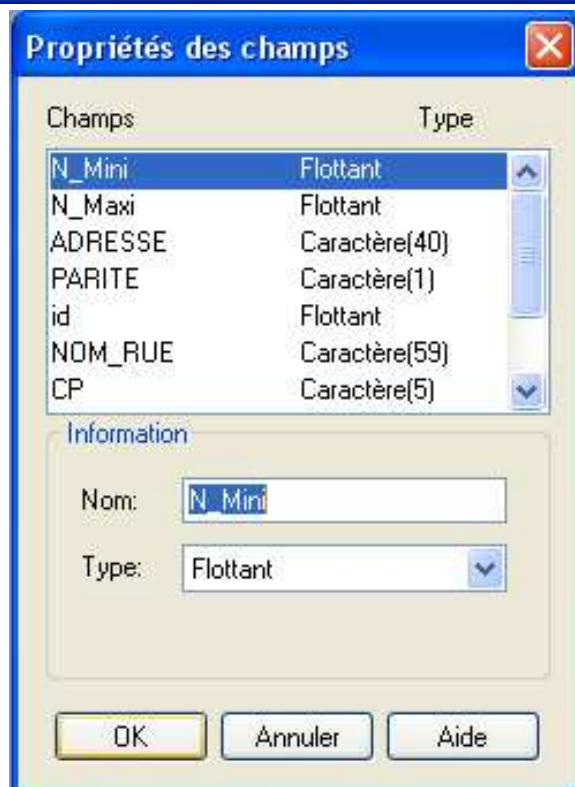 Propriétés des champs
Champs Type
N_Mini Flottant
N_Maxi Flottant
ADRESSE Caractère(40)
PARITE Caractère(1)
id Flottant
NOM_RUE Caractère(59)
CP Caractère(5)
Information
Nom: N_Mini
Type: Flottant
OK Annuler Aide